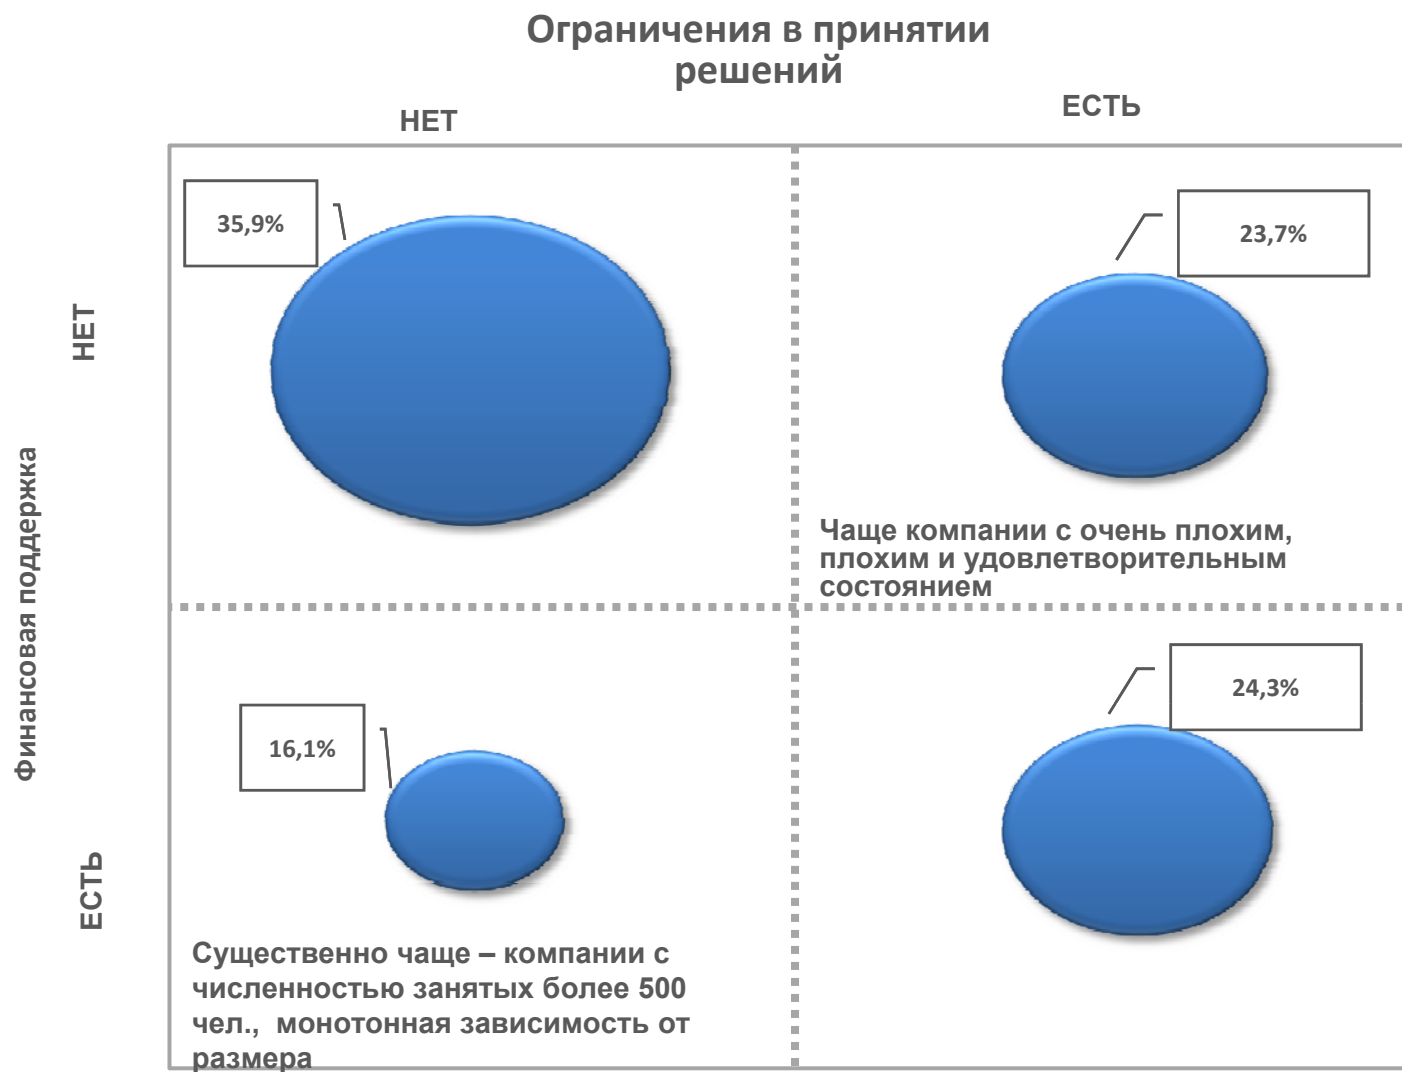 Ограничения в принятии
решений
НЕТ
ЕСТЬ
35,9%
23,7%
НЕТ
Чаще компании с очень плохим,
плохим и удовлетворительным
состоянием
Финансовая поддержка
16,1%
24,3%
ЕСТЬ
Существенно чаще – компании с
численностью занятых более 500
чел., монотонная зависимость от
размера